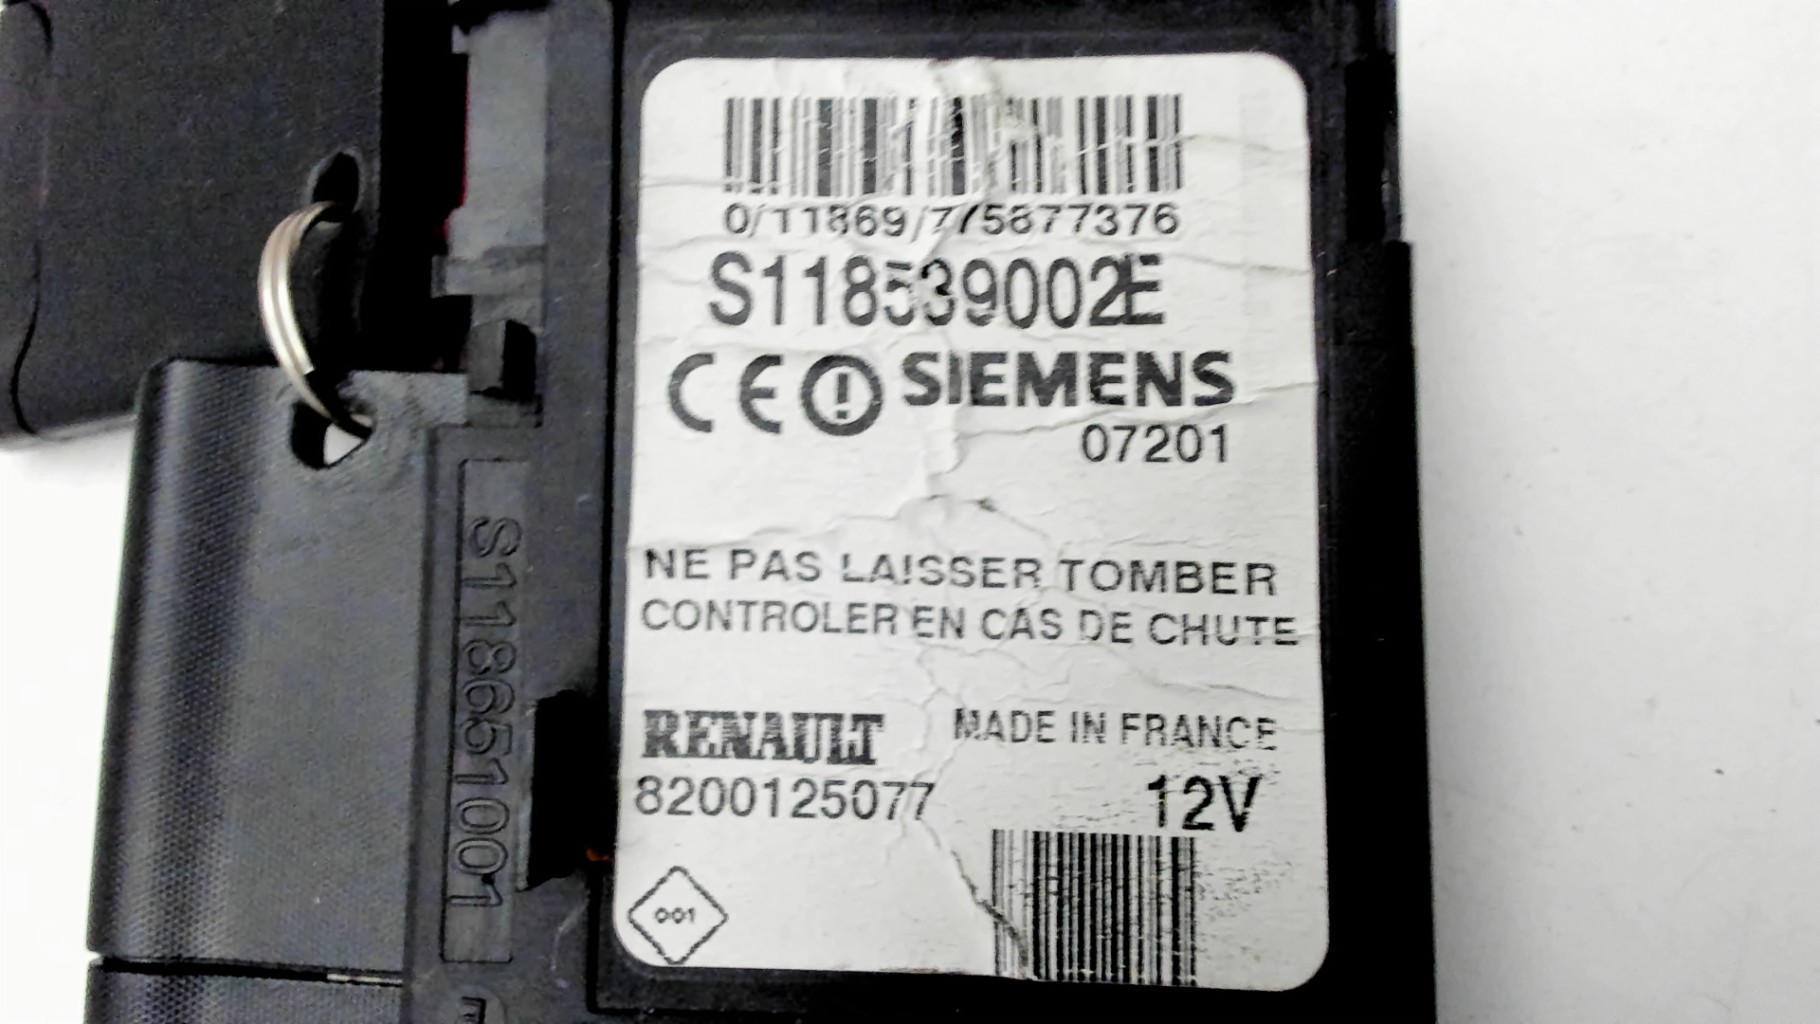 0/11869/775877376
S118539002E
CE SIEMENS
07201
NE PAS LAISSER TOMBER
CONTROLER EN CAS DE CHUTE
RENAULT MADE IN FRANCE
8200125077 12V
001
S118651001